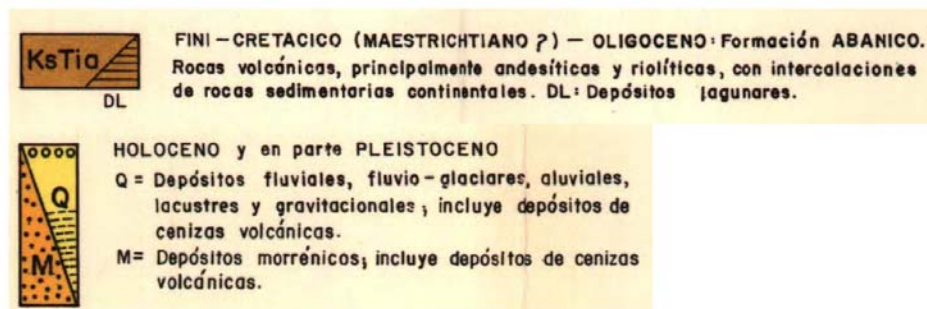 KsTia
DL
FINI-CRETACICO (MAESTRICHTIANO ?) - OLIGOCENO: Formación ABANICO.
Rocas volcánicas, principalmente andesíticas y riolíticas, con intercalaciones
de rocas sedimentarias continentales. DL: Depósitos lagunares.
Q
M
HOLOCENO y en parte PLEISTOCENO
Q = Depósitos fluviales, fluvio-glaciares, aluviales,
lacustres y gravitacionales; incluye depósitos de
cenizas volcánicas.
M= Depósitos morrénicos; incluye depósitos de cenizas
volcánicas.